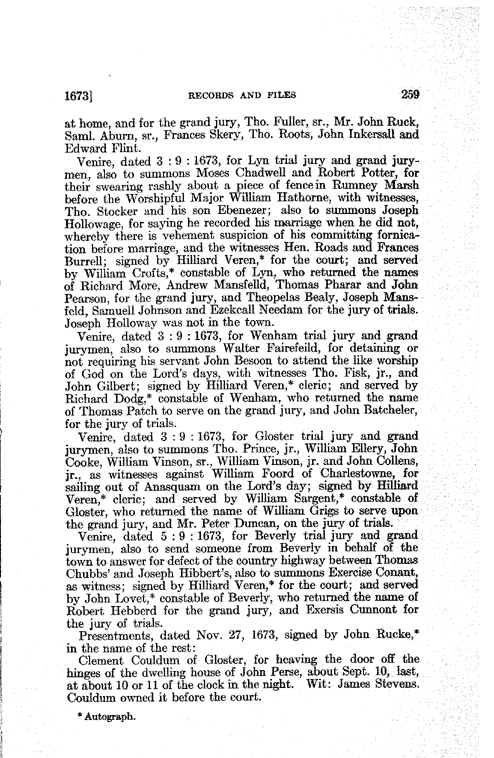 1673] RECORDS AND FILES 259
at home, and for the grand jury, Tho. Fuller, sr., Mr. John Ruck,
Saml. Aburn, sr., Frances Skery, Tho. Roots, John Inkersall and
Edward Flint.
Venire, dated 3 : 9 : 1673, for Lyn trial jury and grand jury-
men, also to summons Moses Chadwell and Robert Potter, for
their swearing rashly about a piece of fence in Rumney Marsh
before the Worshipful Major William Hathorne, with witnesses,
Tho. Stocker and his son Ebenezer; also to summons Joseph
Hollowage, for saying he recorded his marriage when he did not,
whereby there is vehement suspicion of his committing fornica-
tion before marriage, and the witnesses Hen. Roads and Frances
Burrell; signed by Hilliard Veren,* for the court; and served
by William Crofts,* constable of Lyn, who returned the names
of Richard More, Andrew Mansfelld, Thomas Pharar and John
Pearson, for the grand jury, and Theopelas Bealy, Joseph Mans-
feld, Samuell Johnson and Ezekcall Needam for the jury of trials.
Joseph Holloway was not in the town.
Venire, dated 3 : 9 : 1673, for Wenham trial jury and grand
jurymen, also to summons Walter Fairefeild, for detaining or
not requiring his servant John Besoon to attend the like worship
of God on the Lord's days, with witnesses Tho. Fisk, jr., and
John Gilbert; signed by Hilliard Veren,* cleric; and served by
Richard Dodg,* constable of Wenham, who returned the name
of Thomas Patch to serve on the grand jury, and John Batcheler,
for the jury of trials.
Venire, dated 3 : 9 : 1673, for Gloster trial jury and grand
jurymen, also to summons Tho. Prince, jr., William Ellery, John
Cooke, William Vinson, sr., William Vinson, jr. and John Collens,
jr., as witnesses against William Foord of Charlestowne, for
sailing out of Anasquam on the Lord's day; signed by Hilliard
Veren,* cleric; and served by William Sargent,* constable of
Gloster, who returned the name of William Grigs to serve upon
the grand jury, and Mr. Peter Duncan, on the jury of trials.
Venire, dated 5 : 9 : 1673, for Beverly trial jury and grand
jurymen, also to send someone from Beverly in behalf of the
town to answer for defect of the country highway between Thomas
Chubbs' and Joseph Hibbert's, also to summons Exercise Conant,
as witness; signed by Hilliard Veren,* for the court; and served
by John Lovet,* constable of Beverly, who returned the name of
Robert Hebberd for the grand jury, and Exersis Cunnont for
the jury of trials.
Presentments, dated Nov. 27, 1673, signed by John Rucke,*
in the name of the rest:
Clement Couldum of Gloster, for heaving the door off the
hinges of the dwelling house of John Perse, about Sept. 10, last,
at about 10 or 11 of the clock in the night. Wit: James Stevens.
Couldum owned it before the court.
* Autograph.